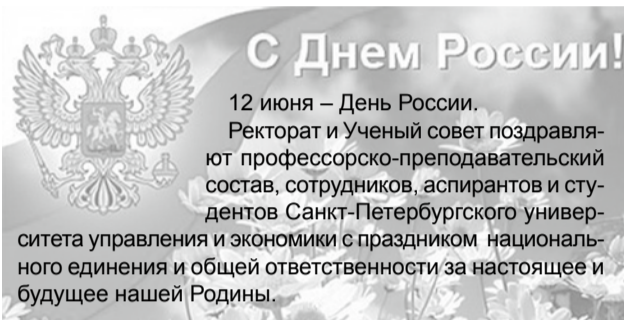 С Днем России!
12 июня – День России.
Ректорат и Ученый совет поздравля-
ют профессорско-преподавательский
состав, сотрудников, аспирантов и сту-
дентов Санкт-Петербургского универ-
ситета управления и экономики с праздником националь-
ного единения и общей ответственности за настоящее и
будущее нашей Родины.